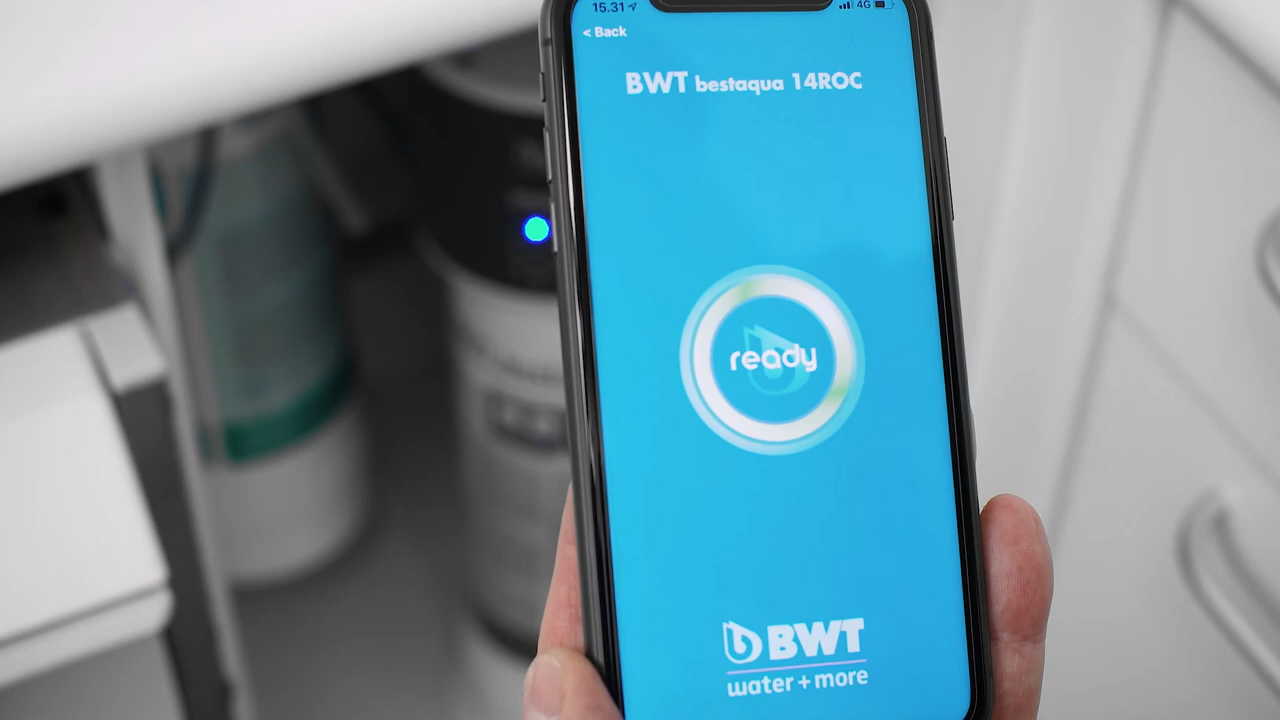 15.31 4G
< Back
BWT bestaqua 14ROC
ready
BWT
water + more